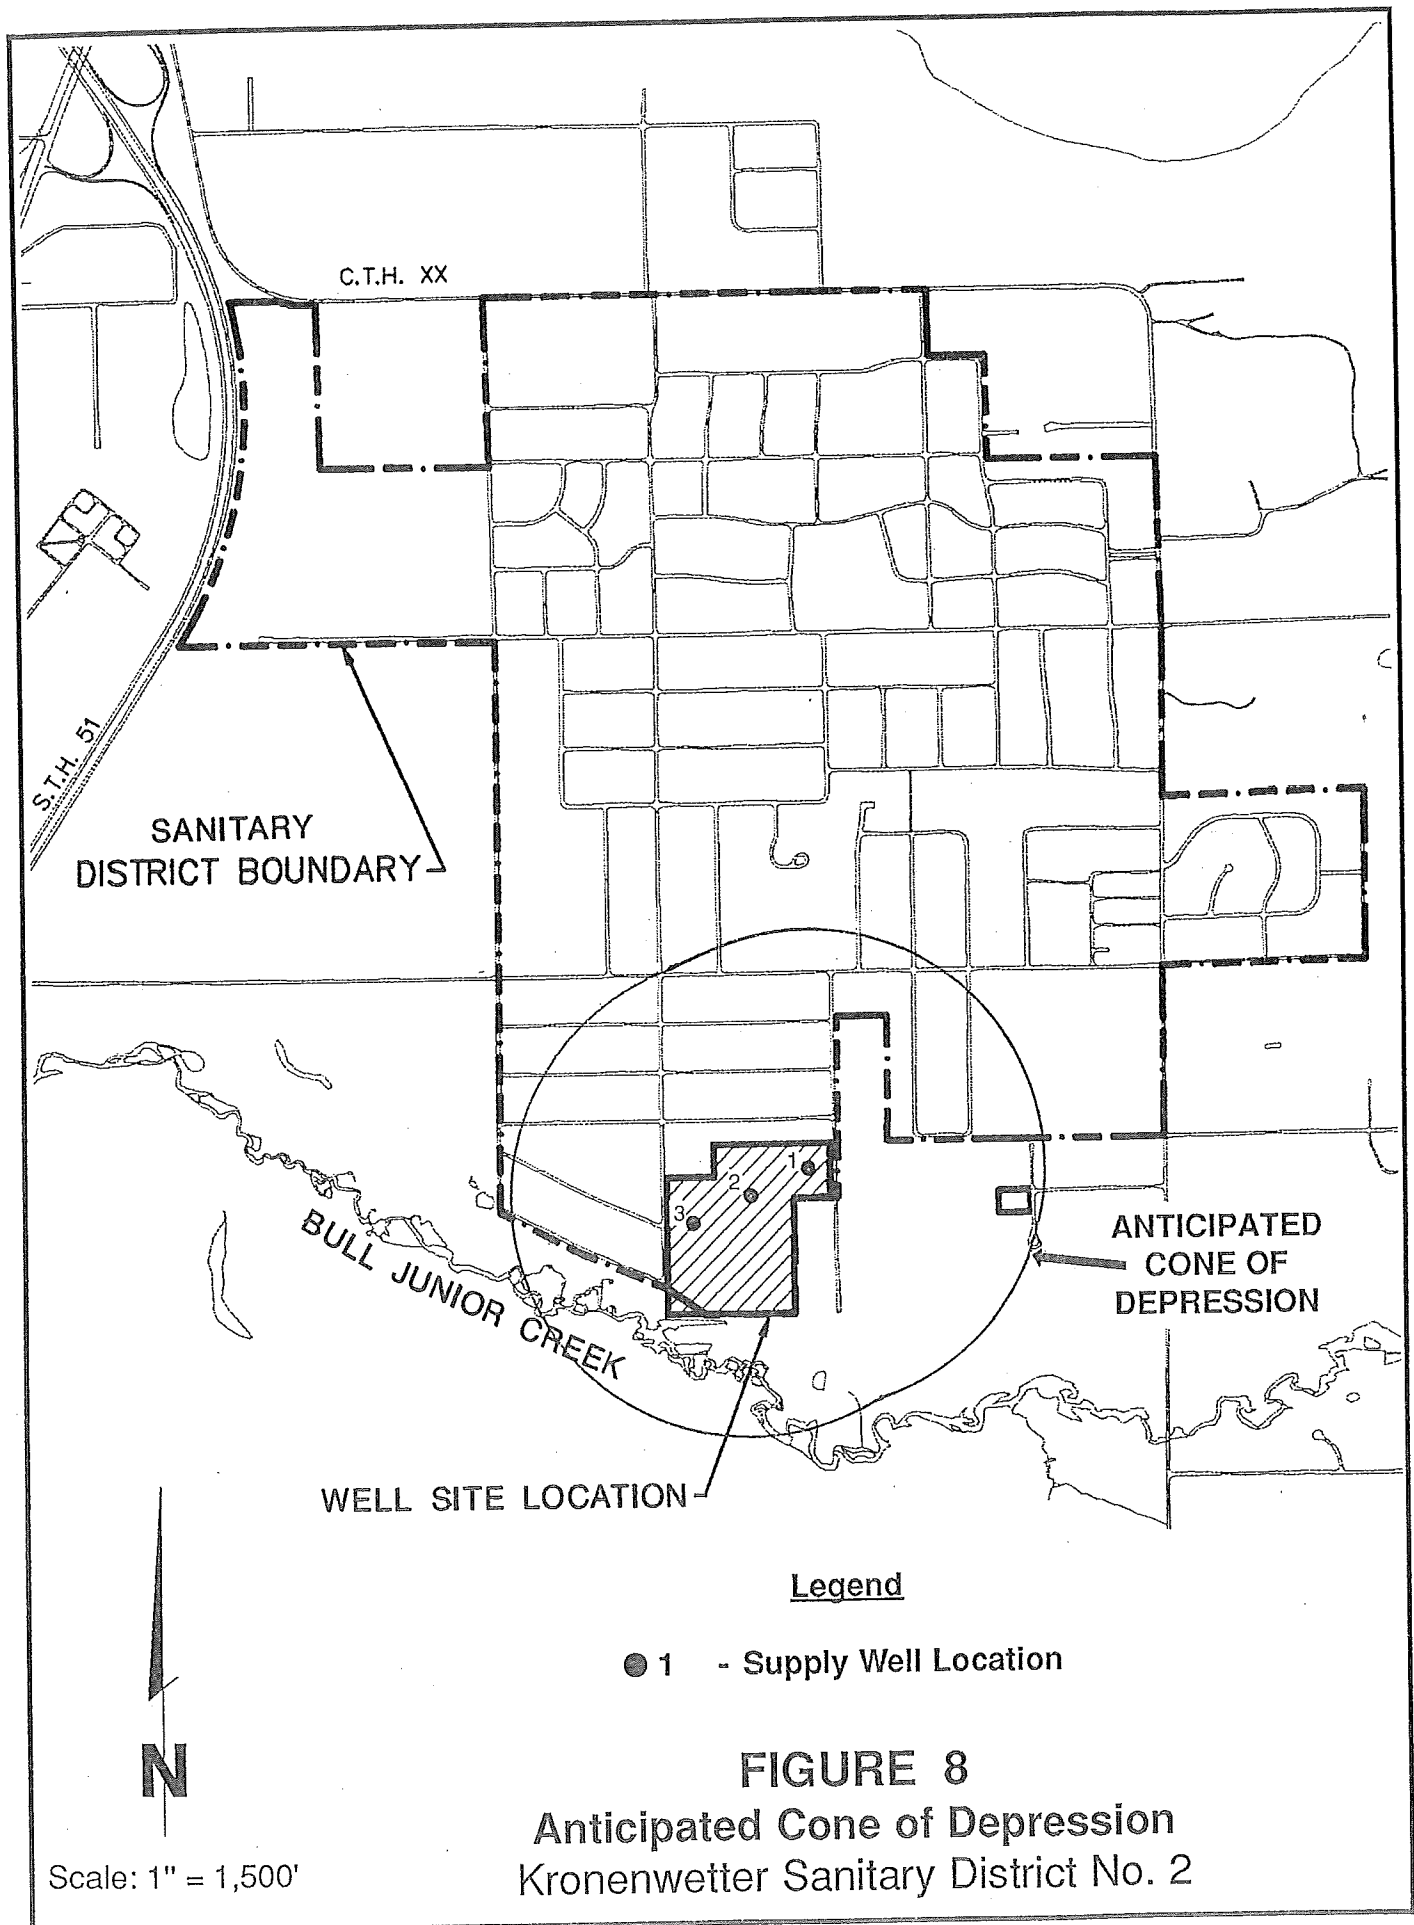 C.T.H. XX
S.T.H. 51
SANITARY
DISTRICT BOUNDARY
1
2
3
BULL JUNIOR CREEK
ANTICIPATED
CONE OF
DEPRESSION
WELL SITE LOCATION
Legend
1 - Supply Well Location
N
FIGURE 8
Anticipated Cone of Depression
Kronenwetter Sanitary District No. 2
Scale: 1" = 1,500'